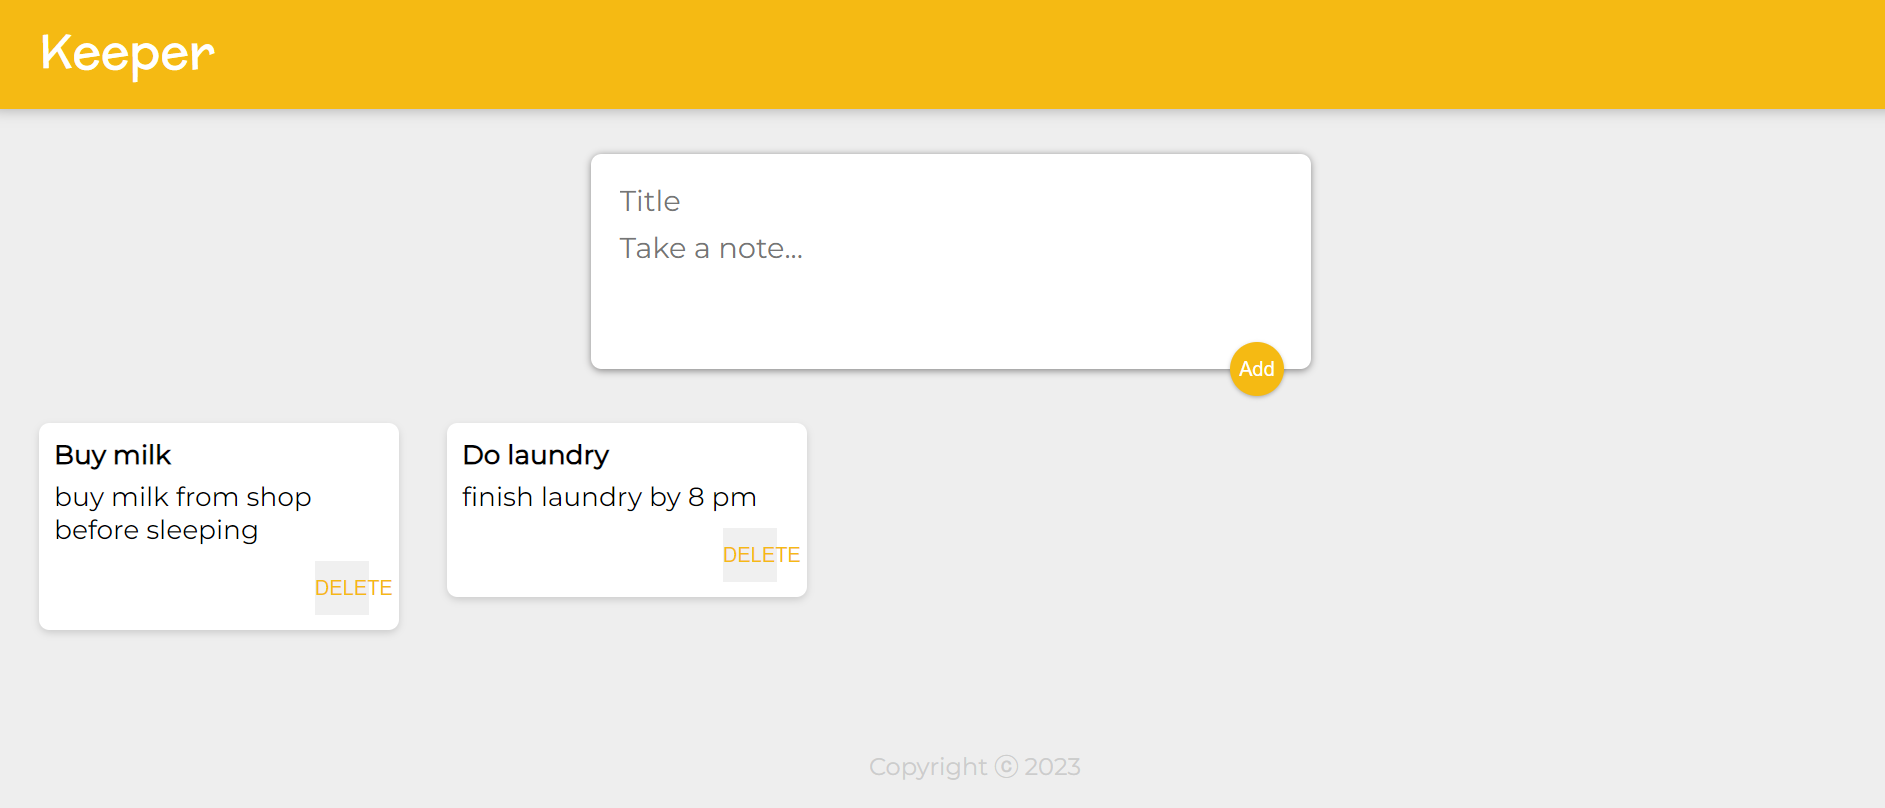 Keeper
Title
Take a note...
Add
Buy milk
buy milk from shop
before sleeping
DELETE
Do laundry
finish laundry by 8 pm
DELETE
Copyright ⓒ 2023